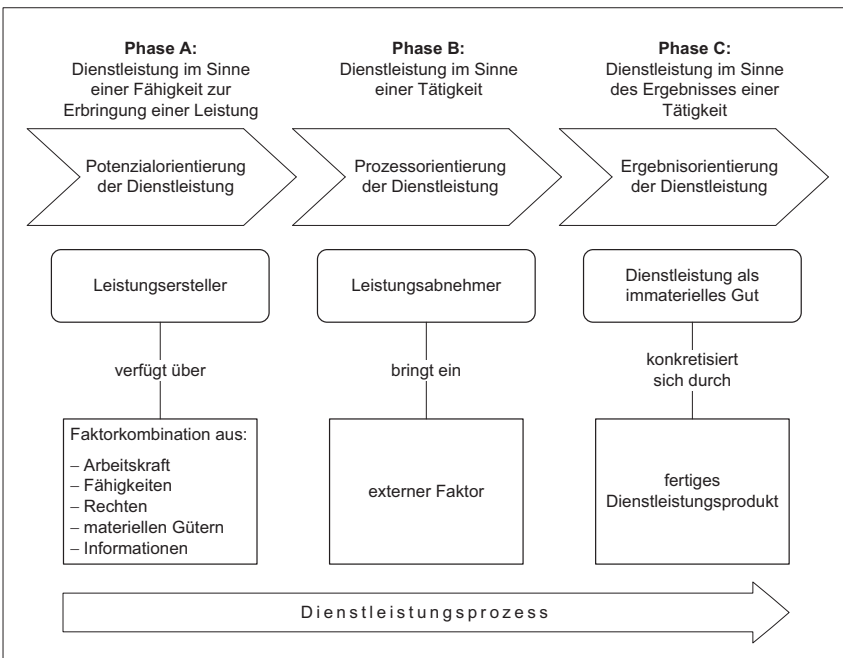 Phase A:
Dienstleistung im Sinne
einer Fähigkeit zur
Erbringung einer Leistung
Phase B:
Dienstleistung im Sinne
einer Tätigkeit
Phase C:
Dienstleistung im Sinne
des Ergebnisses einer
Tätigkeit
Potenzialorientierung
der Dienstleistung
Prozessorientierung
der Dienstleistung
Ergebnisorientierung
der Dienstleistung
Leistungsersteller
Leistungsabnehmer
Dienstleistung als
immaterielles Gut
verfügt über
bringt ein
konkretisiert
sich durch
Faktorkombination aus:
– Arbeitskraft
– Fähigkeiten
– Rechten
– materiellen Gütern
– Informationen
externer Faktor
fertiges
Dienstleistungsprodukt
Dienstleistungsprozess